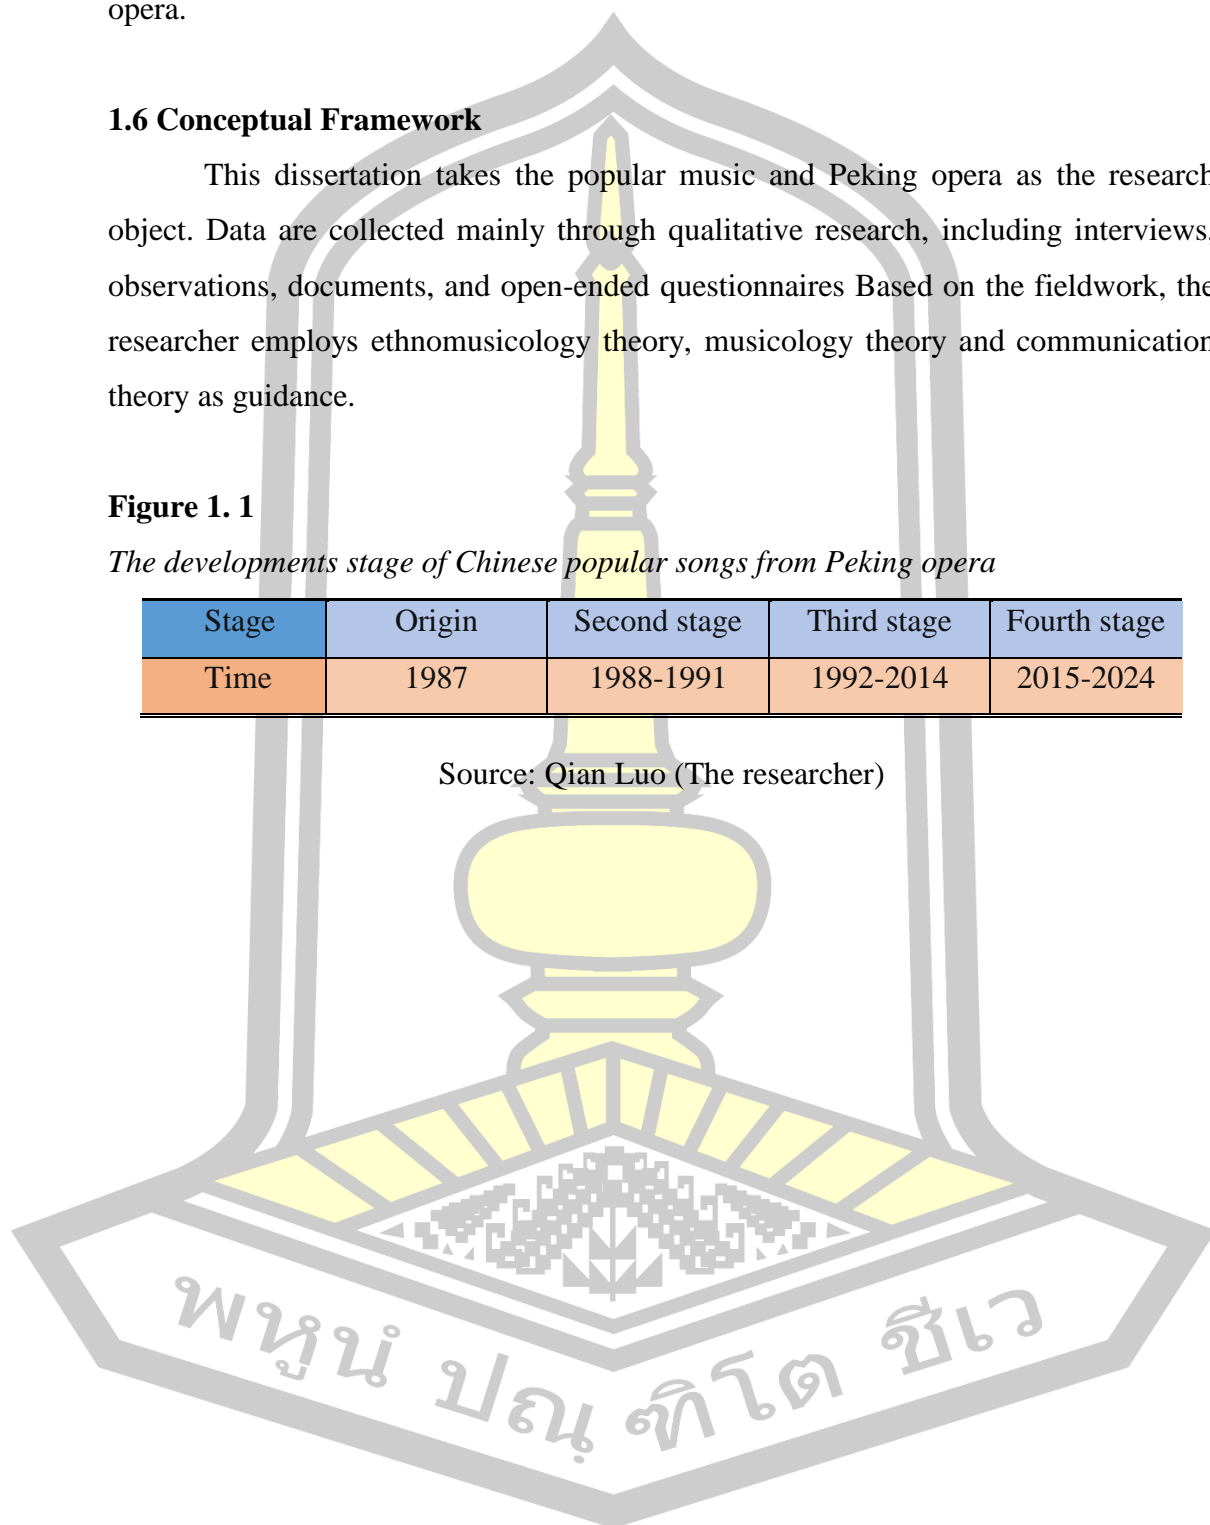 opera.
1.6 Conceptual Framework
This dissertation takes the popular music and Peking opera as the research
object. Data are collected mainly through qualitative research, including interviews,
observations, documents, and open-ended questionnaires Based on the fieldwork, the
researcher employs ethnomusicology theory, musicology theory and communication
theory as guidance.
Figure 1. 1
The developments stage of Chinese popular songs from Peking opera
Stage Origin Second stage Third stage Fourth stage
Time 1987 1988-1991 1992-2014 2015-2024
Source: Qian Luo (The researcher)
พหูนํ ปณฺฑิโต ชีเว